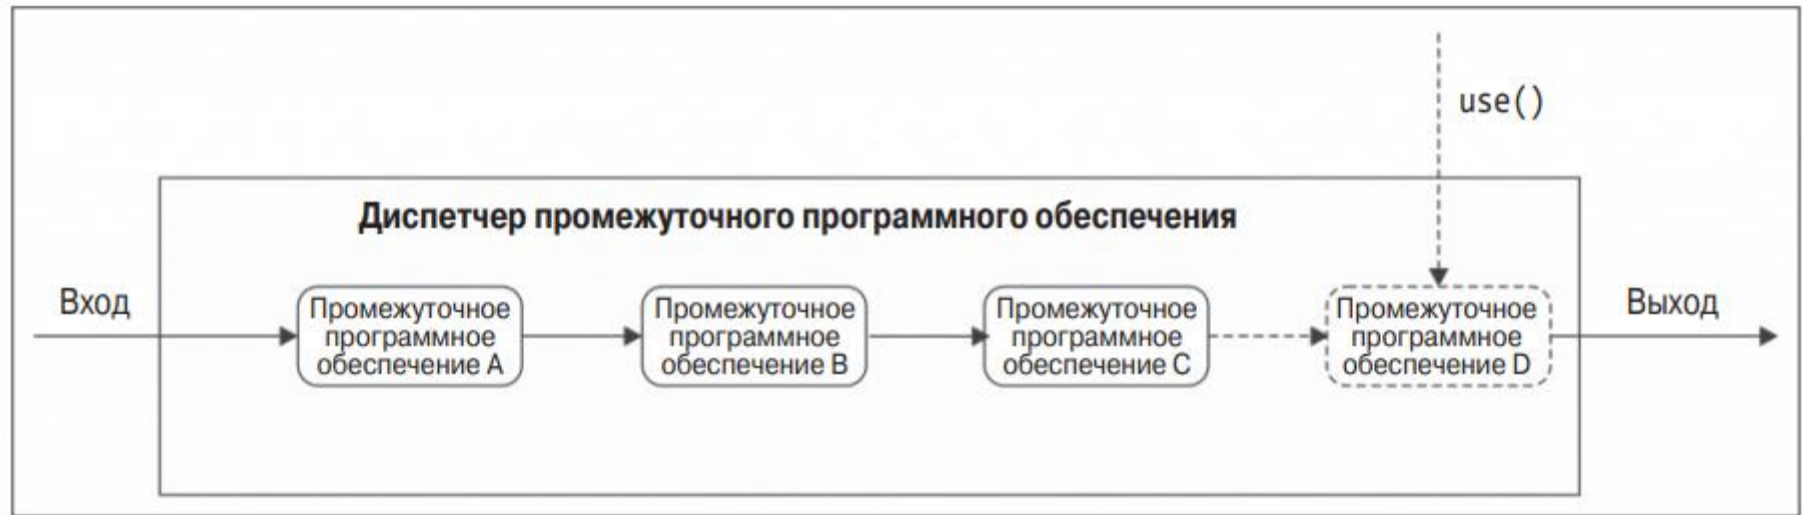 use()
Диспетчер промежуточного программного обеспечения
Вход
Промежуточное
программное
обеспечение A
Промежуточное
программное
обеспечение B
Промежуточное
программное
обеспечение C
Промежуточное
программное
обеспечение D
Выход